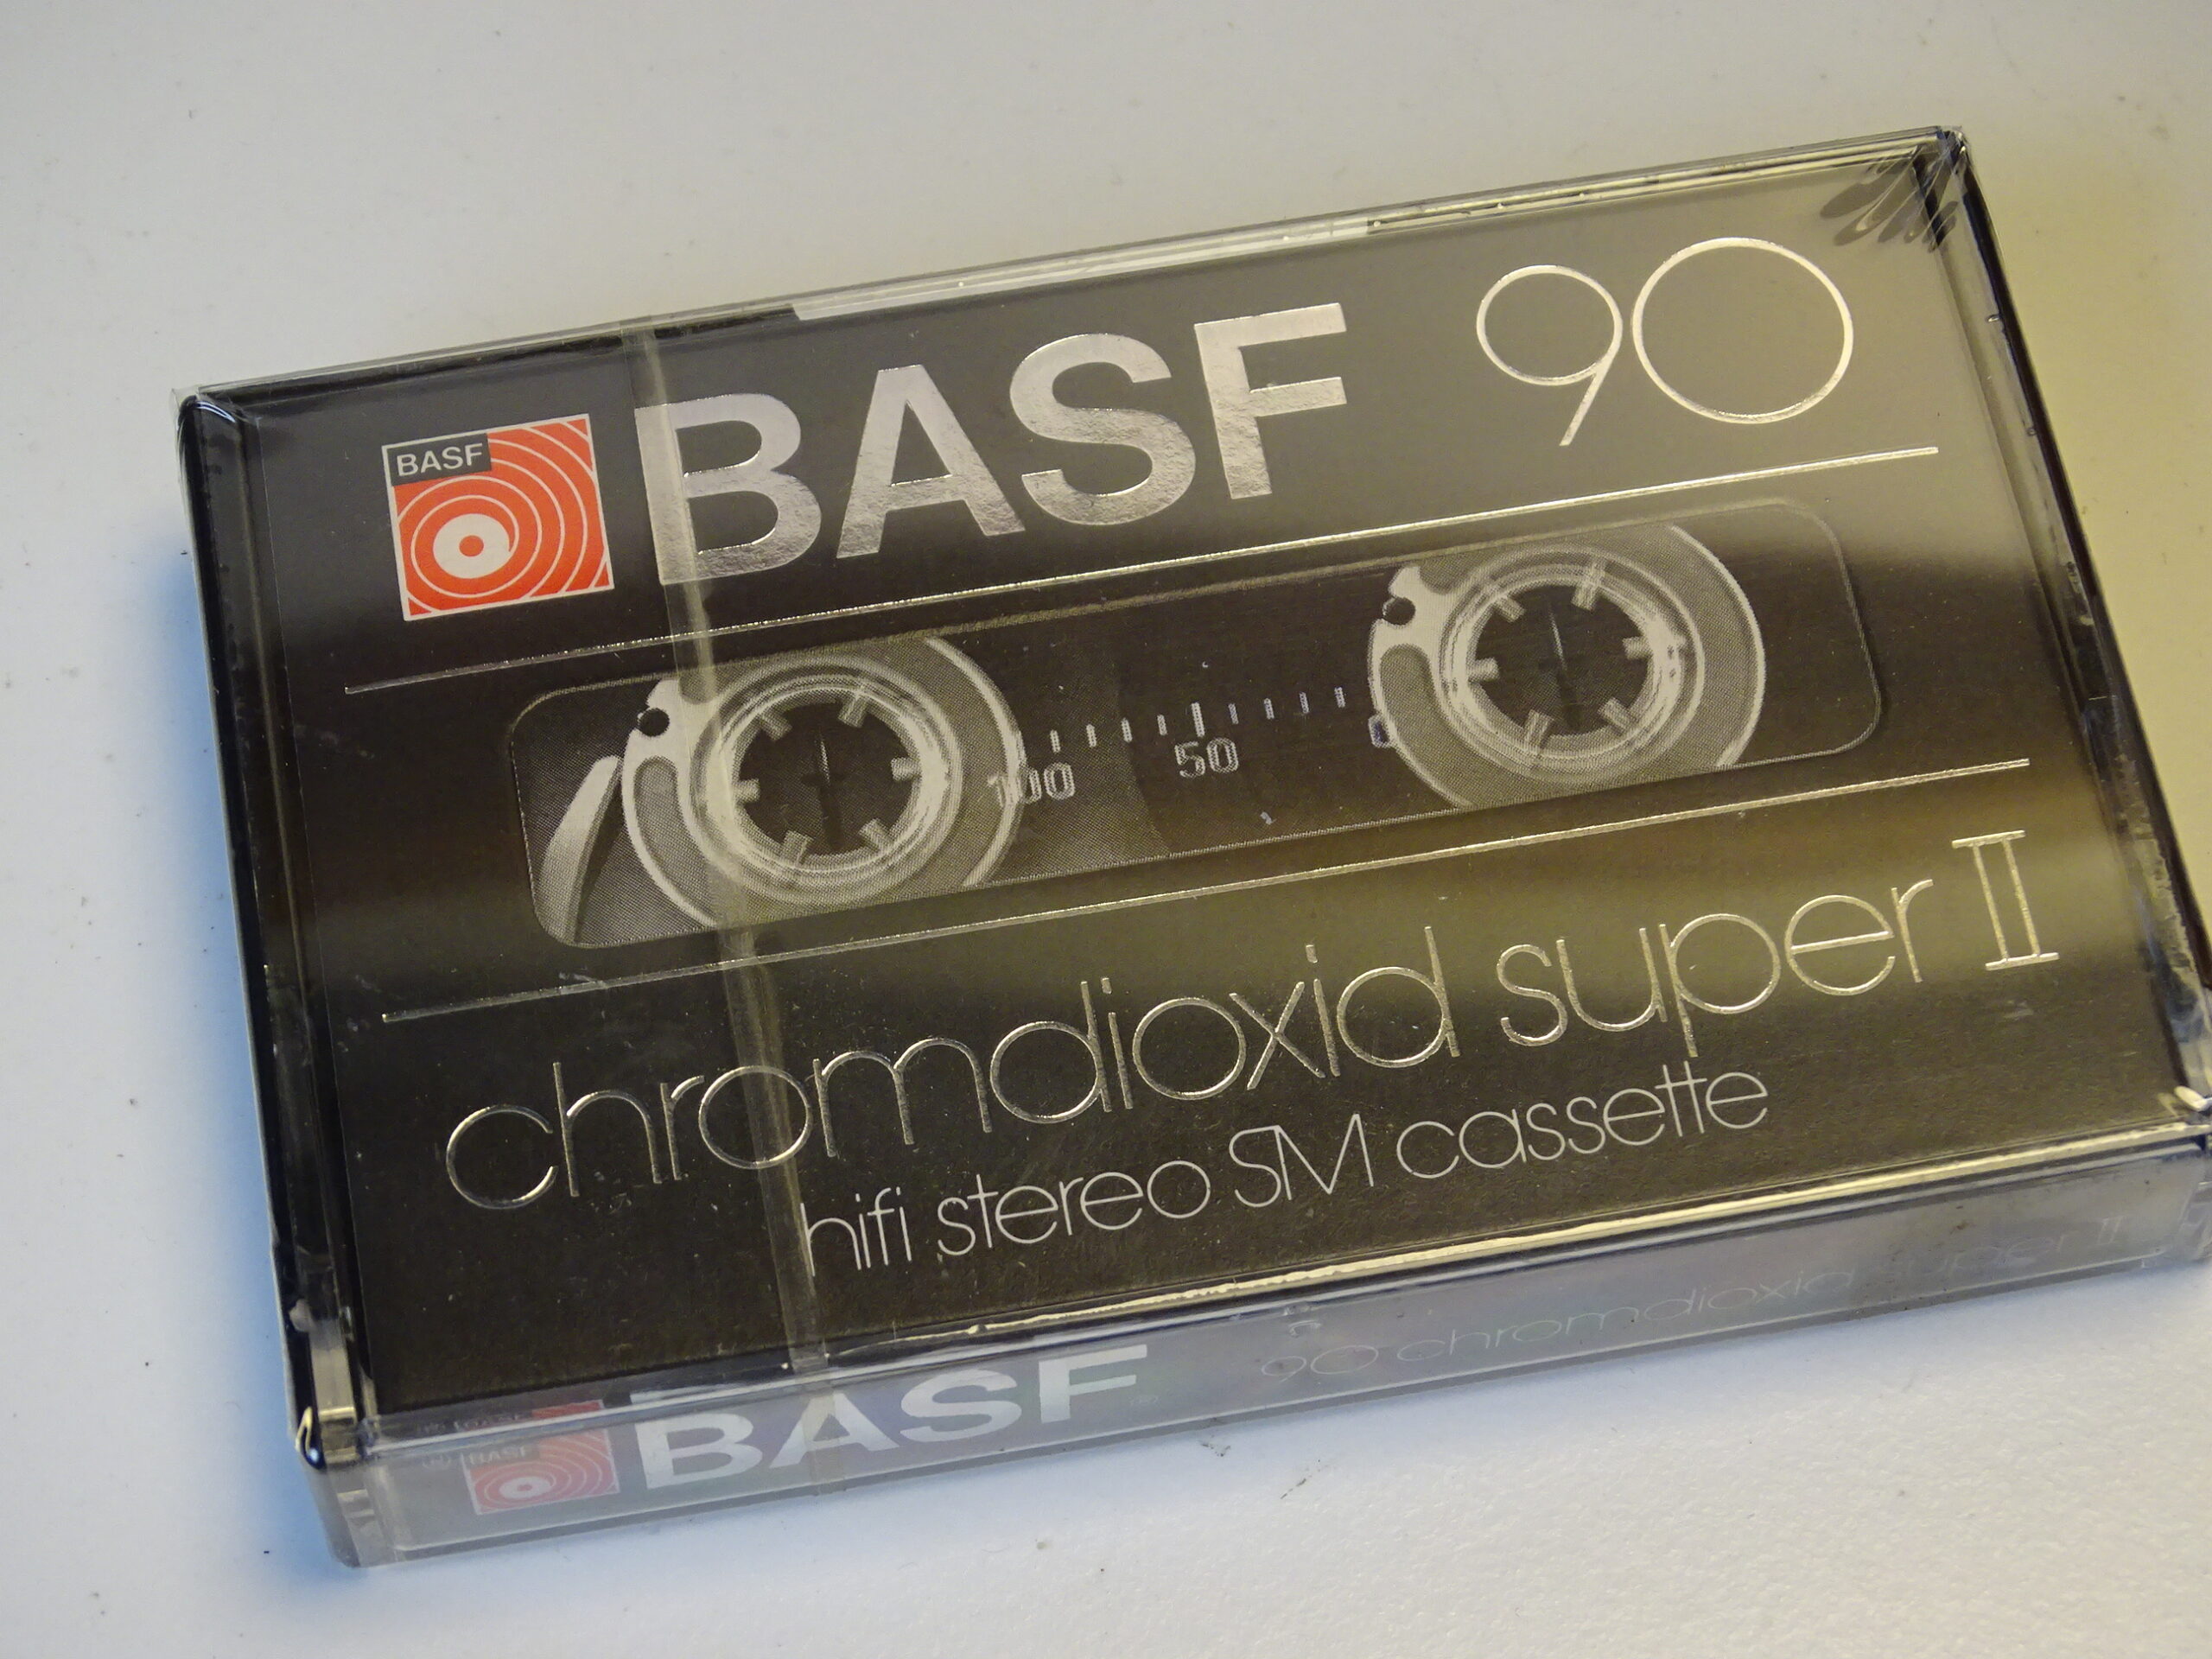 BASF
BASF 90
100 50 0
chromdioxid super II
hifi stereo SM cassette
BASF
BASF 90 chromdioxid super II